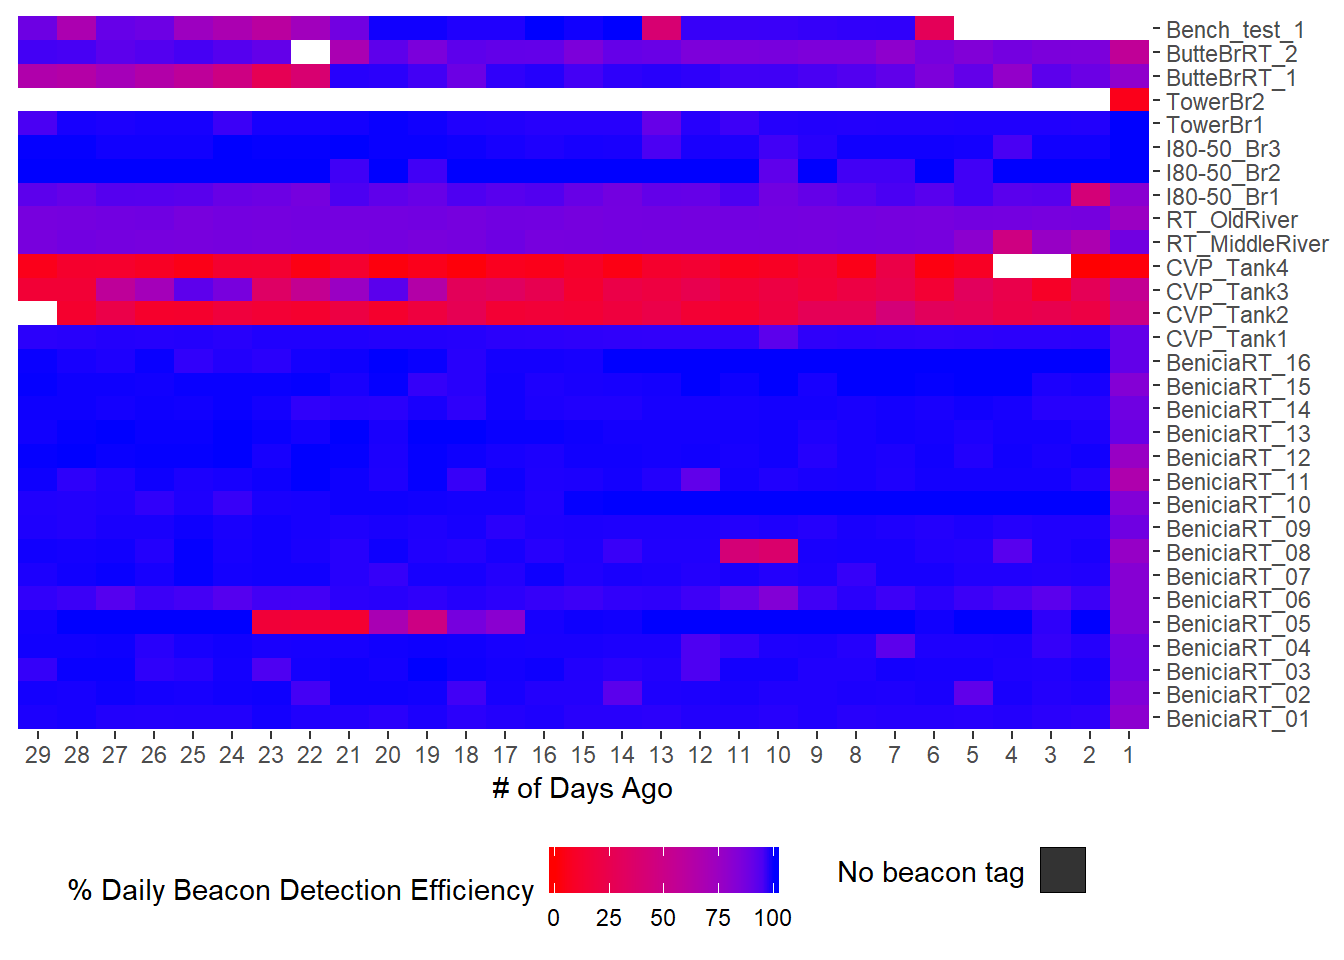 Bench_test_1
ButteBrRT_2
ButteBrRT_1
TowerBr2
TowerBr1
I80-50_Br3
I80-50_Br2
I80-50_Br1
RT_OldRiver
RT_MiddleRiver
CVP_Tank4
CVP_Tank3
CVP_Tank2
CVP_Tank1
BeniciaRT_16
BeniciaRT_15
BeniciaRT_14
BeniciaRT_13
BeniciaRT_12
BeniciaRT_11
BeniciaRT_10
BeniciaRT_09
BeniciaRT_08
BeniciaRT_07
BeniciaRT_06
BeniciaRT_05
BeniciaRT_04
BeniciaRT_03
BeniciaRT_02
BeniciaRT_01
29 28 27 26 25 24 23 22 21 20 19 18 17 16 15 14 13 12 11 10 9 8 7 6 5 4 3 2 1
# of Days Ago
% Daily Beacon Detection Efficiency
0 25 50 75 100
No beacon tag